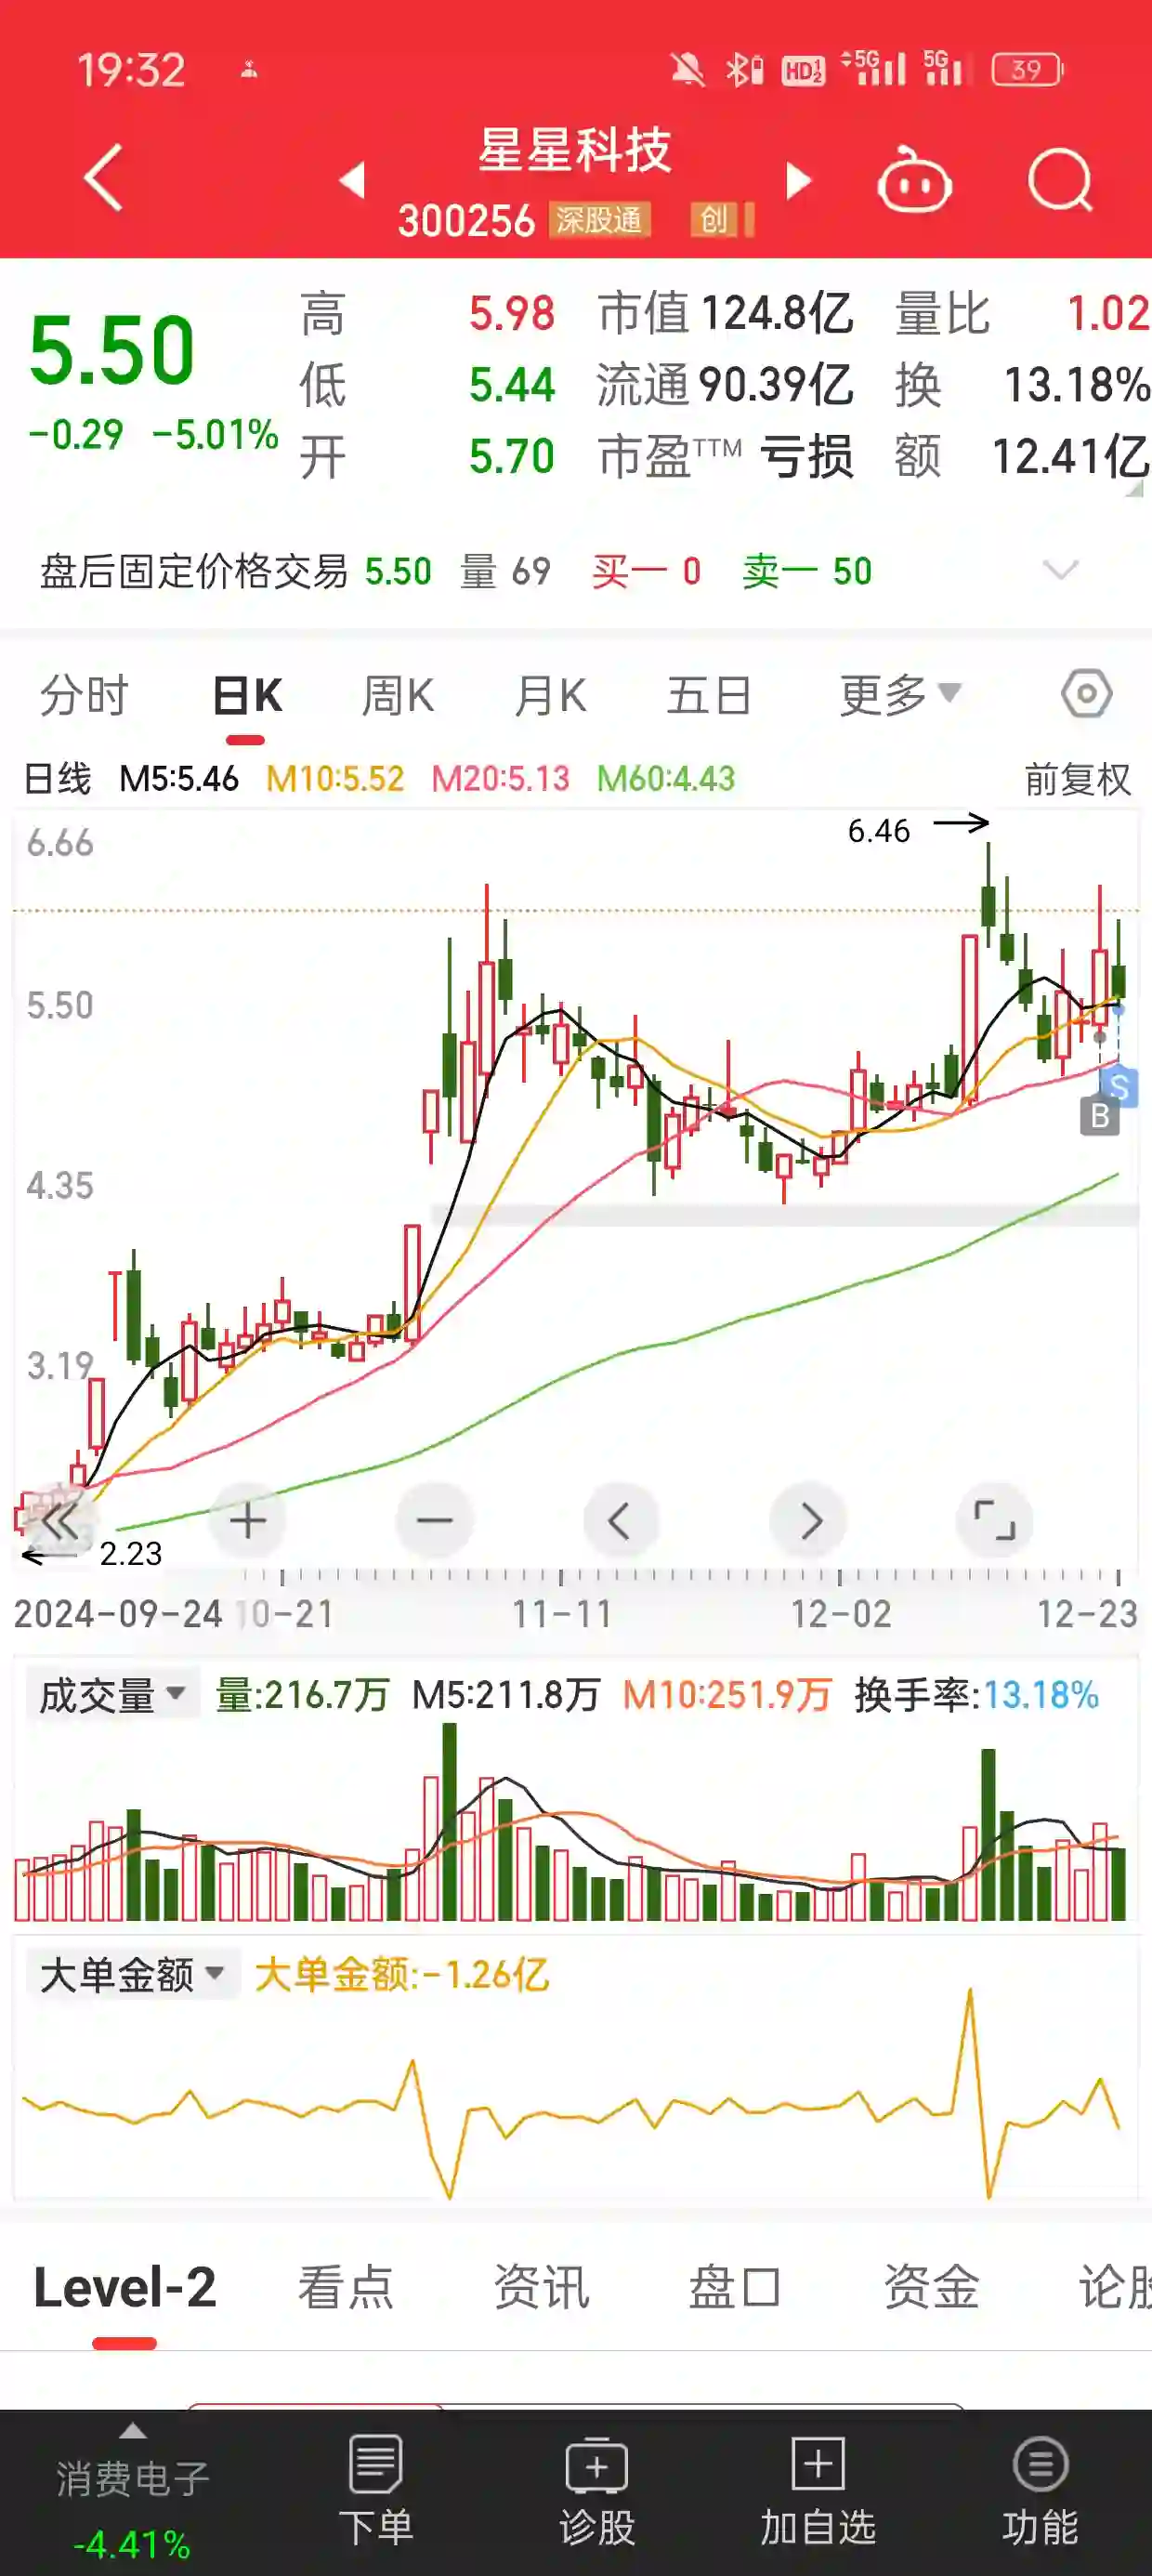 19:32 HD 1 2 5G 5G 39
星星科技
300256 深股通 创
5.50 高 5.98 市值 124.8亿 量比 1.02
低 5.44 流通 90.39亿 换 13.18%
-0.29 -5.01% 开 5.70 市盈TTM 亏损 额 12.41亿
盘后固定价格交易 5.50 量 69 买一 0 卖一 50
分时 日K 周K 月K 五日 更多
日线 M5:5.46 M10:5.52 M20:5.13 M60:4.43 前复权
6.66
6.46
5.50
S
B
4.35
3.19
2.23
2024-09-24 10-21 11-11 12-02 12-23
成交量 量:216.7万 M5:211.8万 M10:251.9万 换手率:13.18%
大单金额 大单金额:-1.26亿
Level-2 看点 资讯 盘口 资金 论股
消费电子
-4.41%
下单 诊股 加自选 功能